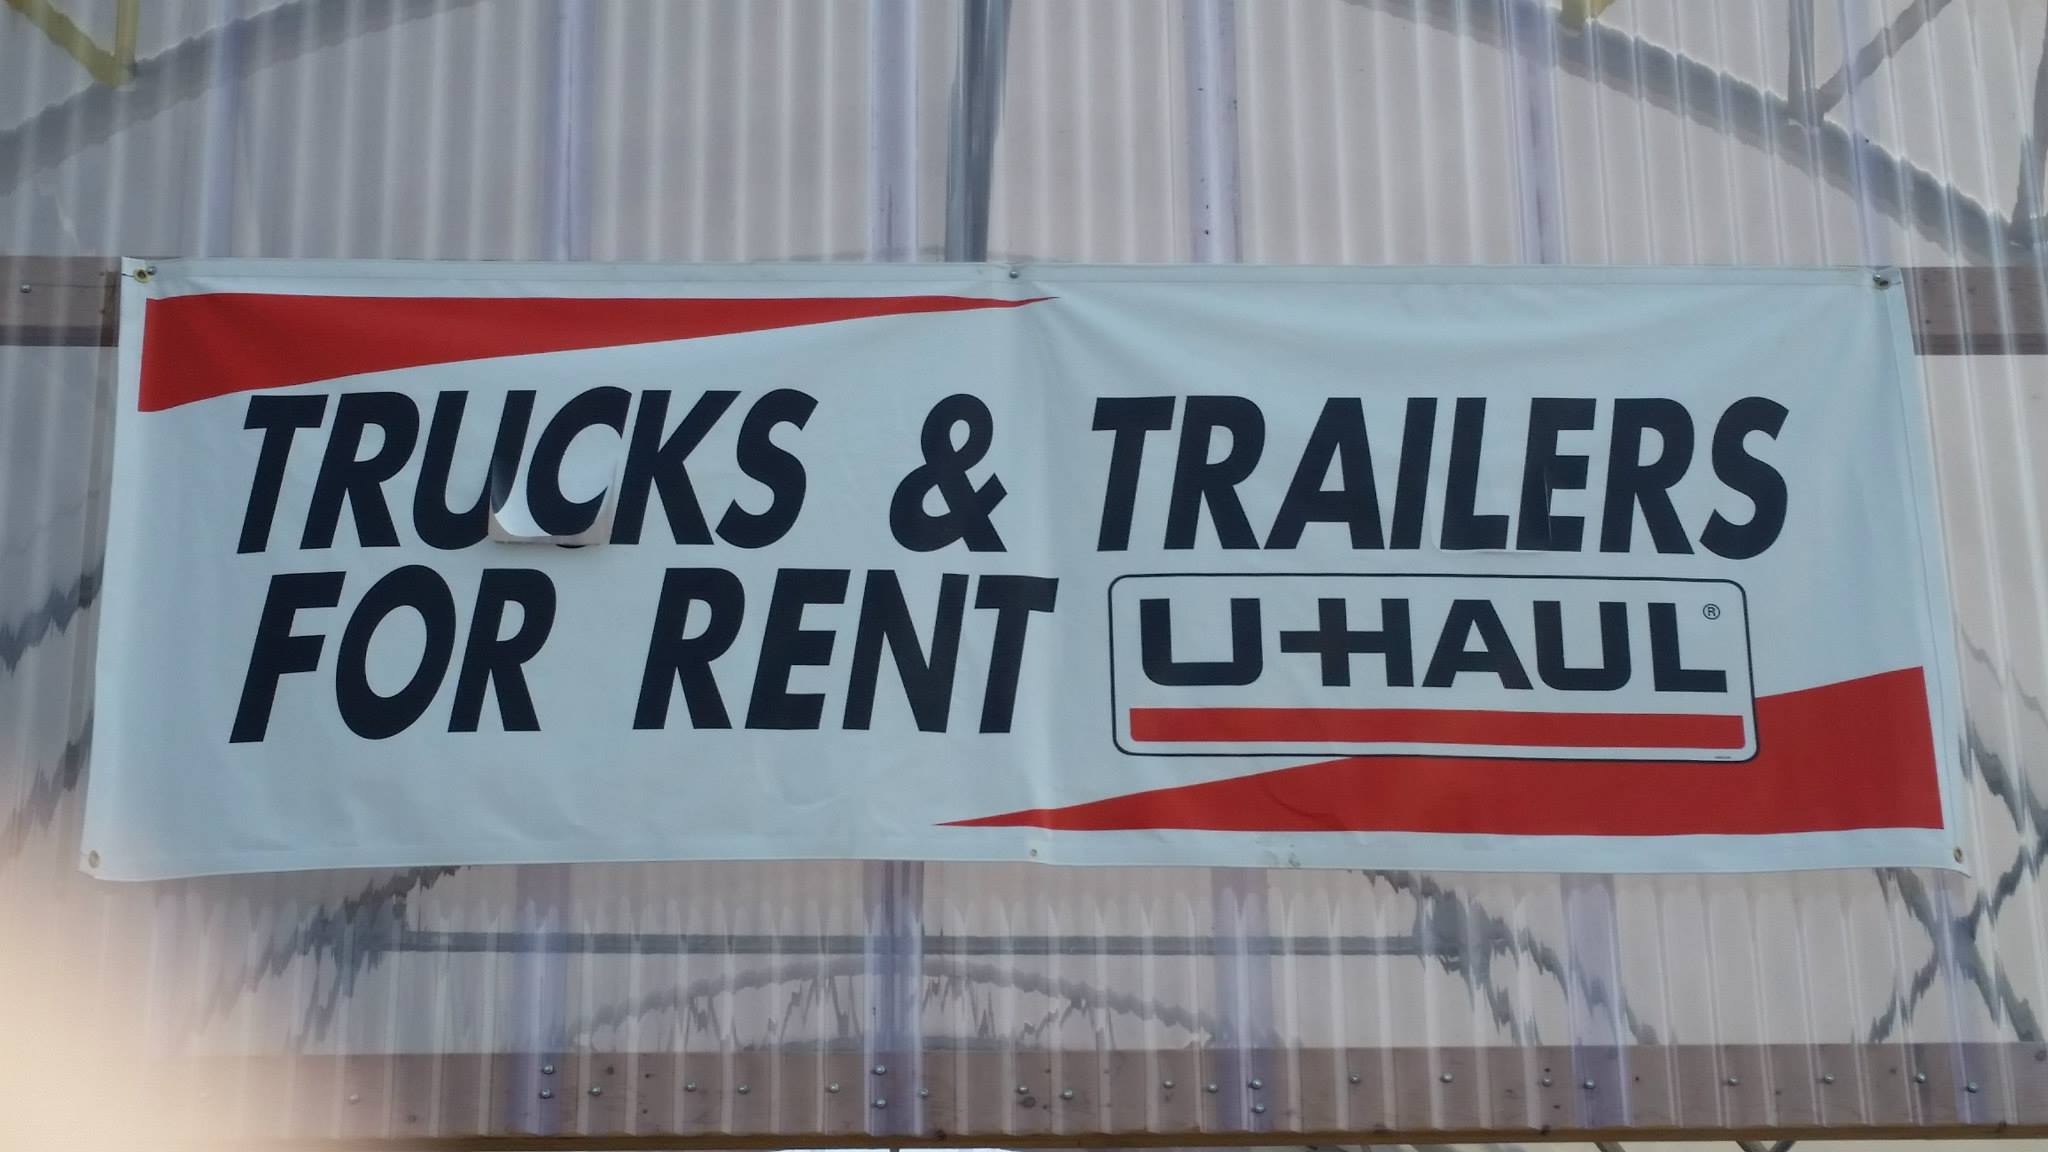 TRUCKS & TRAILERS
FOR RENT U-HAUL®